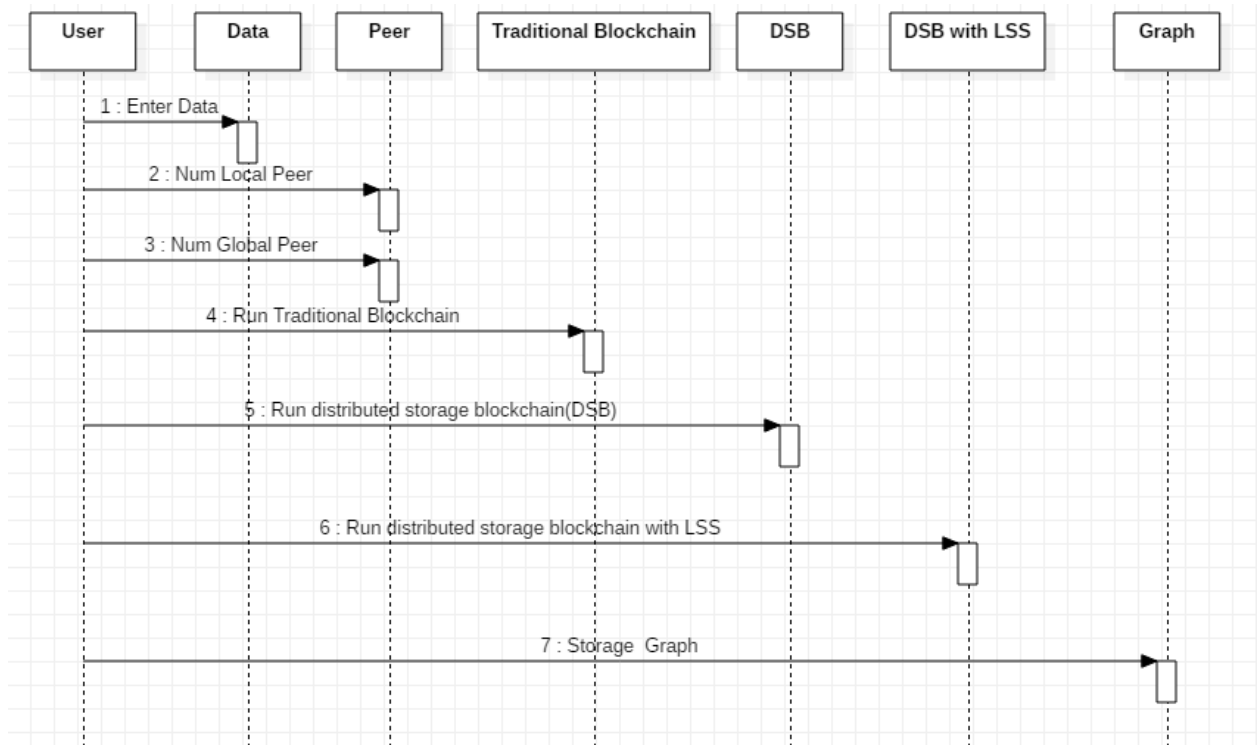 User
Data
Peer
Traditional Blockchain
DSB
DSB with LSS
Graph
1 : Enter Data
2 : Num Local Peer
3 : Num Global Peer
4 : Run Traditional Blockchain
5 : Run distributed storage blockchain(DSB)
6 : Run distributed storage blockchain with LSS
7 : Storage  Graph